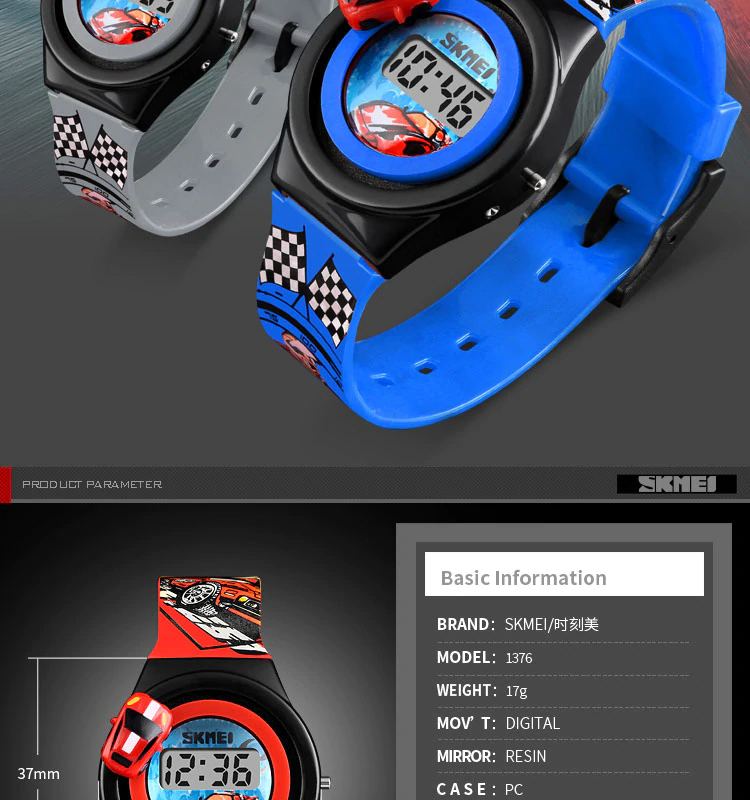 SKMEI
10:46
PRODUCT PARAMETER
SKMEI
Basic Information
BRAND: SKMEI/时刻美
MODEL: 1376
WEIGHT: 17g
MOV'T: DIGITAL
MIRROR: RESIN
CASE: PC
SKMEI
12:36
37mm